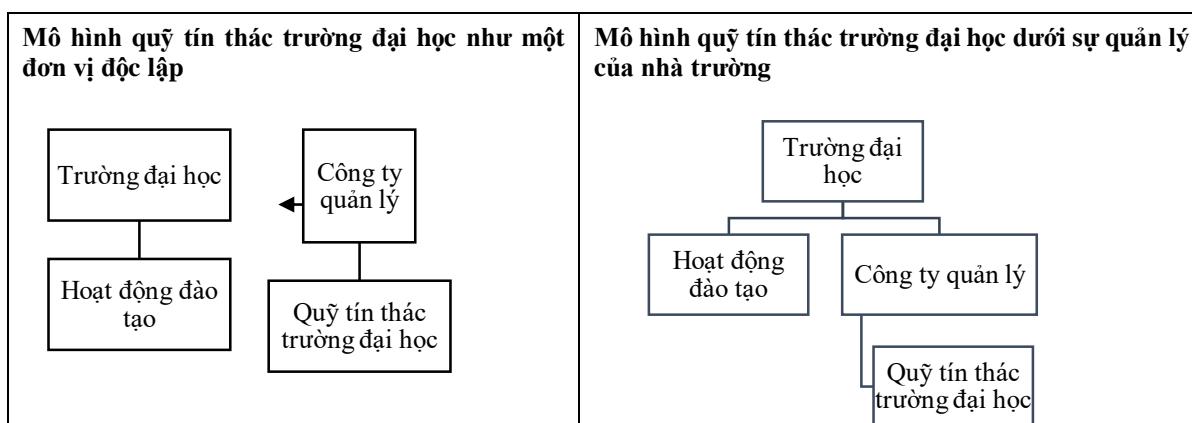 Mô hình quỹ tín thác trường đại học như một
đơn vị độc lập
Trường đại học
Công ty
quản lý
Hoạt động đào
tạo
Quỹ tín thác
trường đại học
Mô hình quỹ tín thác trường đại học dưới sự quản lý
của nhà trường
Trường đại
học
Hoạt động
đào tạo
Công ty quản lý
Quỹ tín thác
trường đại học